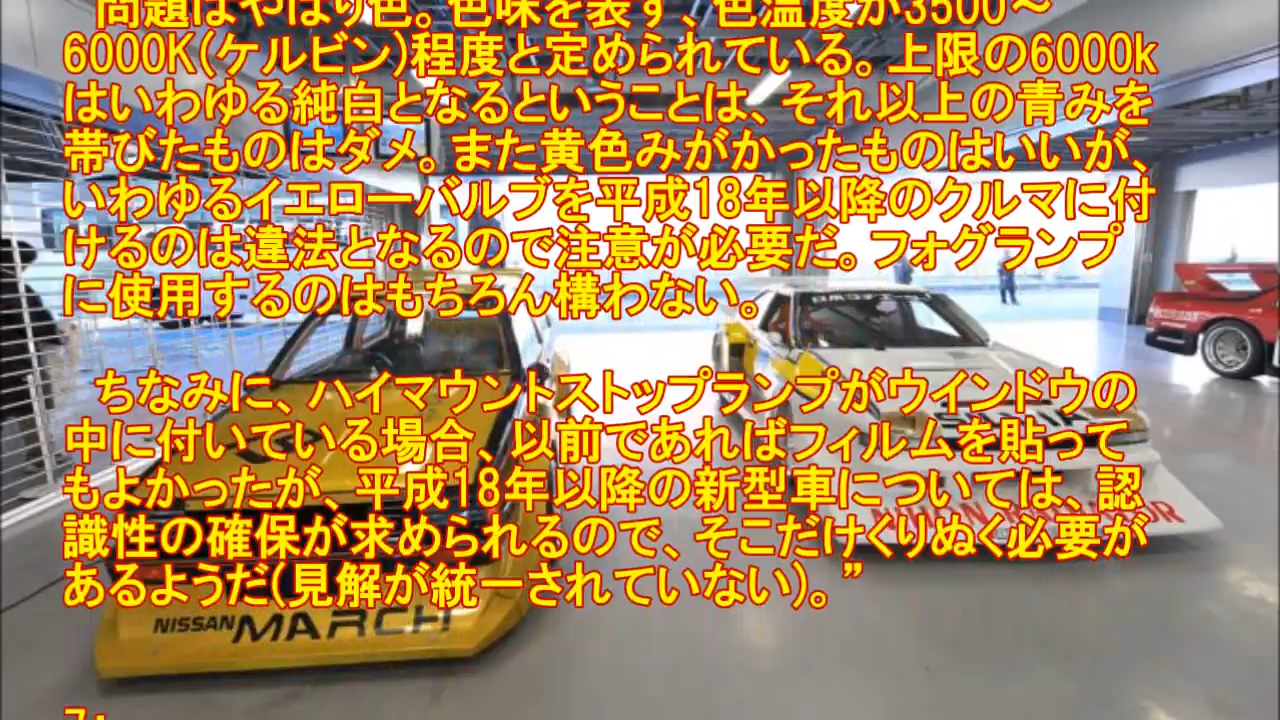 問題はやはり色。色味を表す、色温度が3500～
6000K(ケルビン)程度と定められている。上限の6000k
はいわゆる純白となるということは、それ以上の青みを
帯びたものはダメ。また黄色みがかったものはいいが、
いわゆるイエローバルブを平成18年以降のクルマに付
けるのは違法となるので注意が必要だ。フォグランプ
に使用するのはもちろん構わない。
ちなみに、ハイマウントストップランプがウインドウの
中に付いている場合、以前であればフィルムを貼って
もよかったが、平成18年以降の新型車については、認
識性の確保が求められるので、そこだけくりぬく必要が
あるようだ(見解が統一されていない)。”
NISSAN MARCH